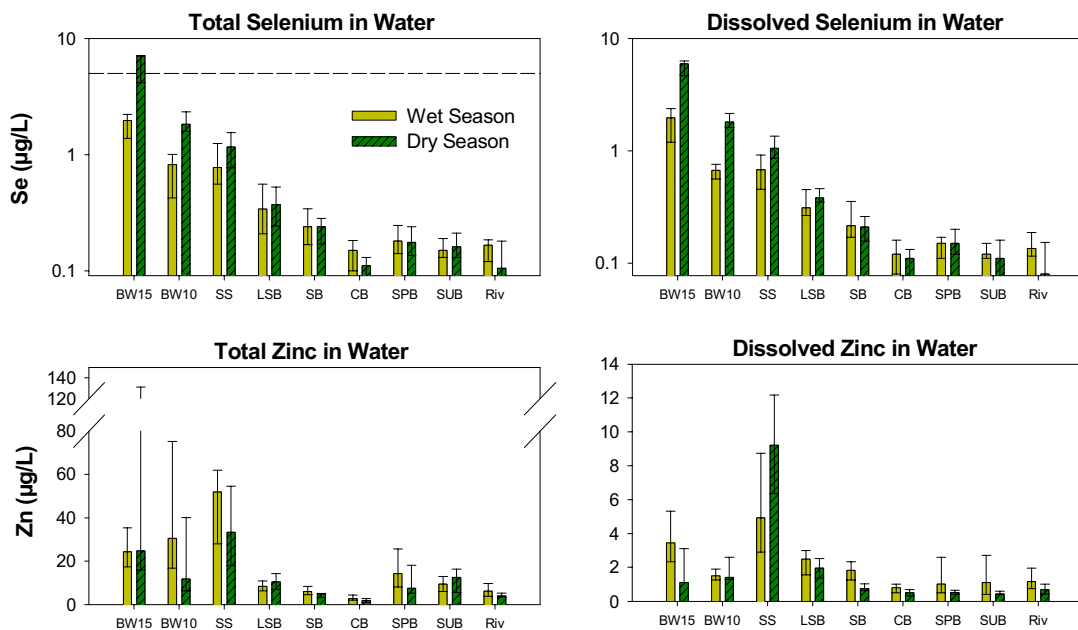 Total Selenium in Water
Dissolved Selenium in Water
Se (µg/L)
10
1
0.1
Wet Season
Dry Season
BW15 BW10 SS LSB SB CB SPB SUB Riv
10
1
0.1
BW15 BW10 SS LSB SB CB SPB SUB Riv
Total Zinc in Water
Dissolved Zinc in Water
Zn (µg/L)
140
120
80
60
40
20
0
BW15 BW10 SS LSB SB CB SPB SUB Riv
14
12
10
8
6
4
2
0
BW15 BW10 SS LSB SB CB SPB SUB Riv